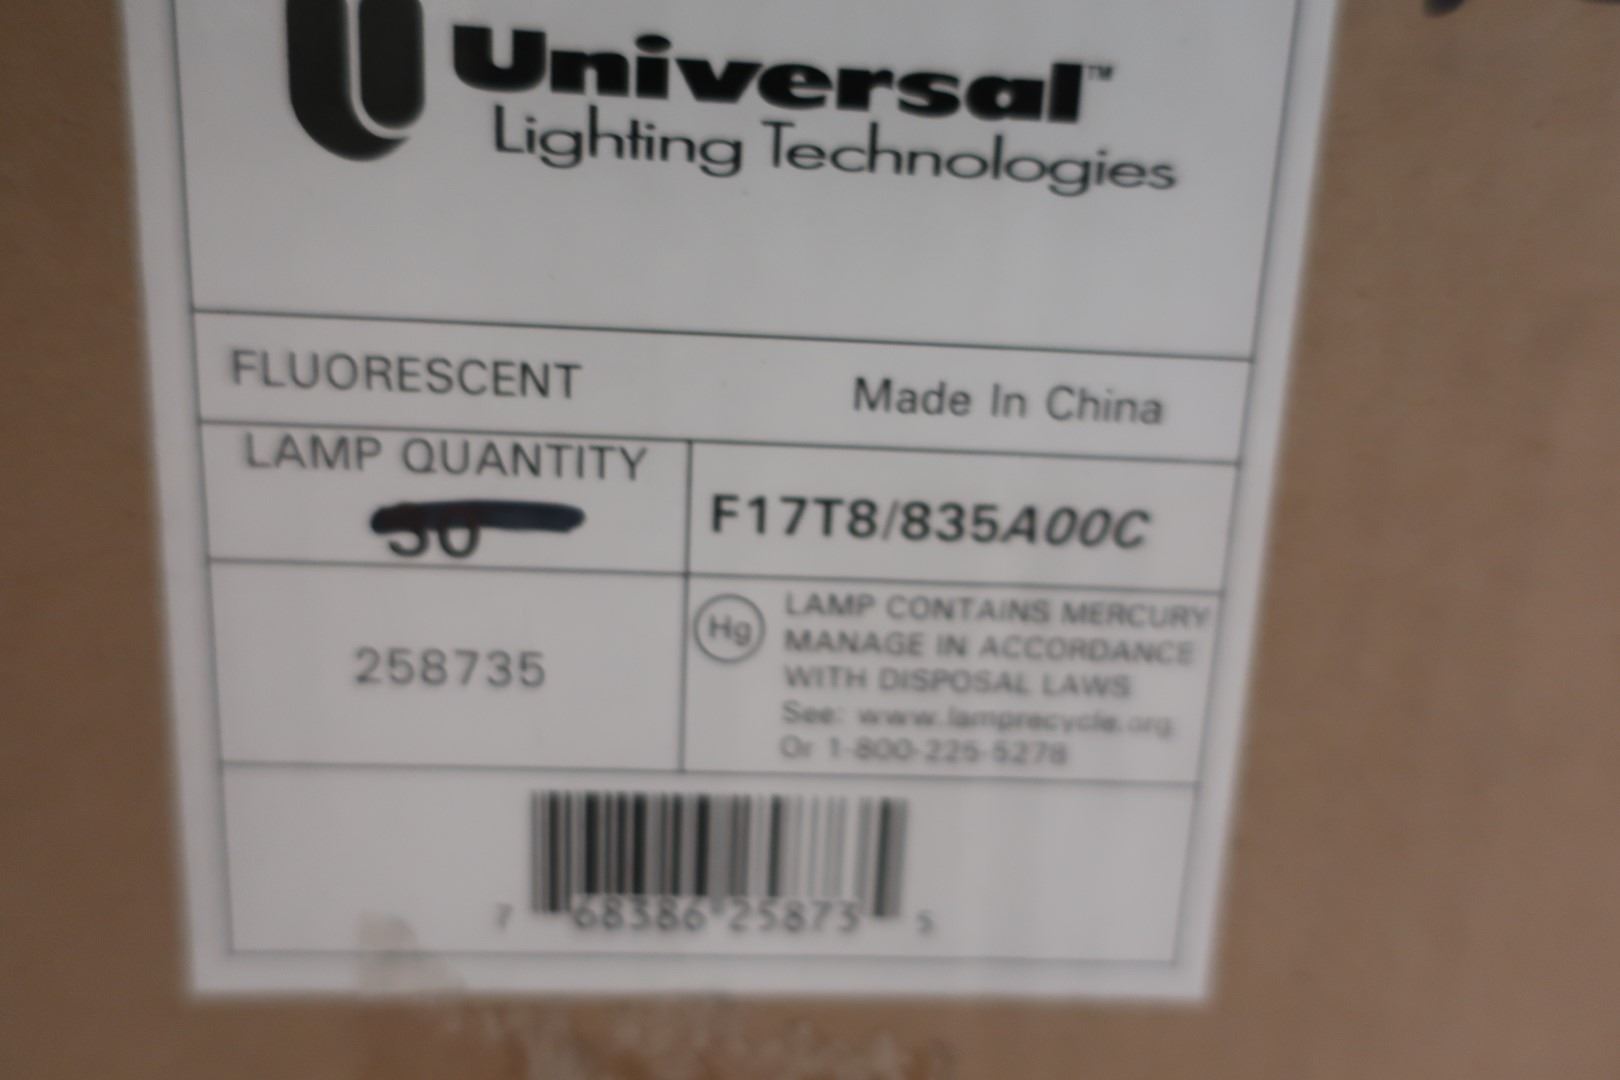 Universal™
Lighting Technologies
FLUORESCENT
Made In China
LAMP QUANTITY
30
F17T8/835A00C
258735
Hg
LAMP CONTAINS MERCURY
MANAGE IN ACCORDANCE
WITH DISPOSAL LAWS
See: www.lamprecycle.org
Or 1-800-225-5278
7 68386 25873 5